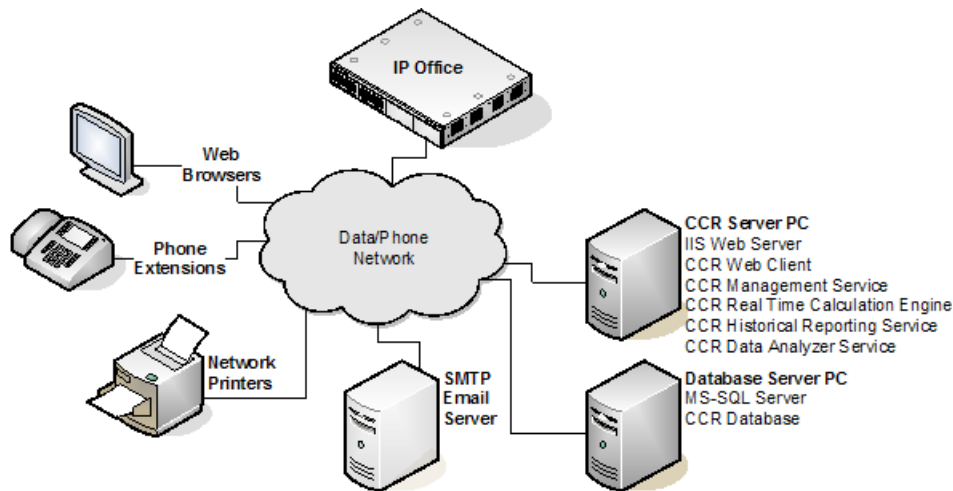 IP Office
Web
Browsers
Phone
Extensions
Data/Phone
Network
CCR Server PC
IIS Web Server
CCR Web Client
CCR Management Service
CCR Real Time Calculation Engine
CCR Historical Reporting Service
CCR Data Analyzer Service
Network
Printers
SMTP
Email
Server
Database Server PC
MS-SQL Server
CCR Database